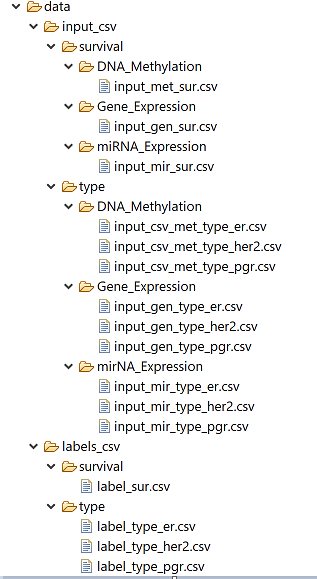 data
input_csv
survival
DNA_Methylation
input_met_sur.csv
Gene_Expression
input_gen_sur.csv
miRNA_Expression
input_mir_sur.csv
type
DNA_Methylation
input_csv_met_type_er.csv
input_csv_met_type_her2.csv
input_csv_met_type_pgr.csv
Gene_Expression
input_gen_type_er.csv
input_gen_type_her2.csv
input_gen_type_pgr.csv
mirNA_Expression
input_mir_type_er.csv
input_mir_type_her2.csv
input_mir_type_pgr.csv
labels_csv
survival
label_sur.csv
type
label_type_er.csv
label_type_her2.csv
label_type_pgr.csv